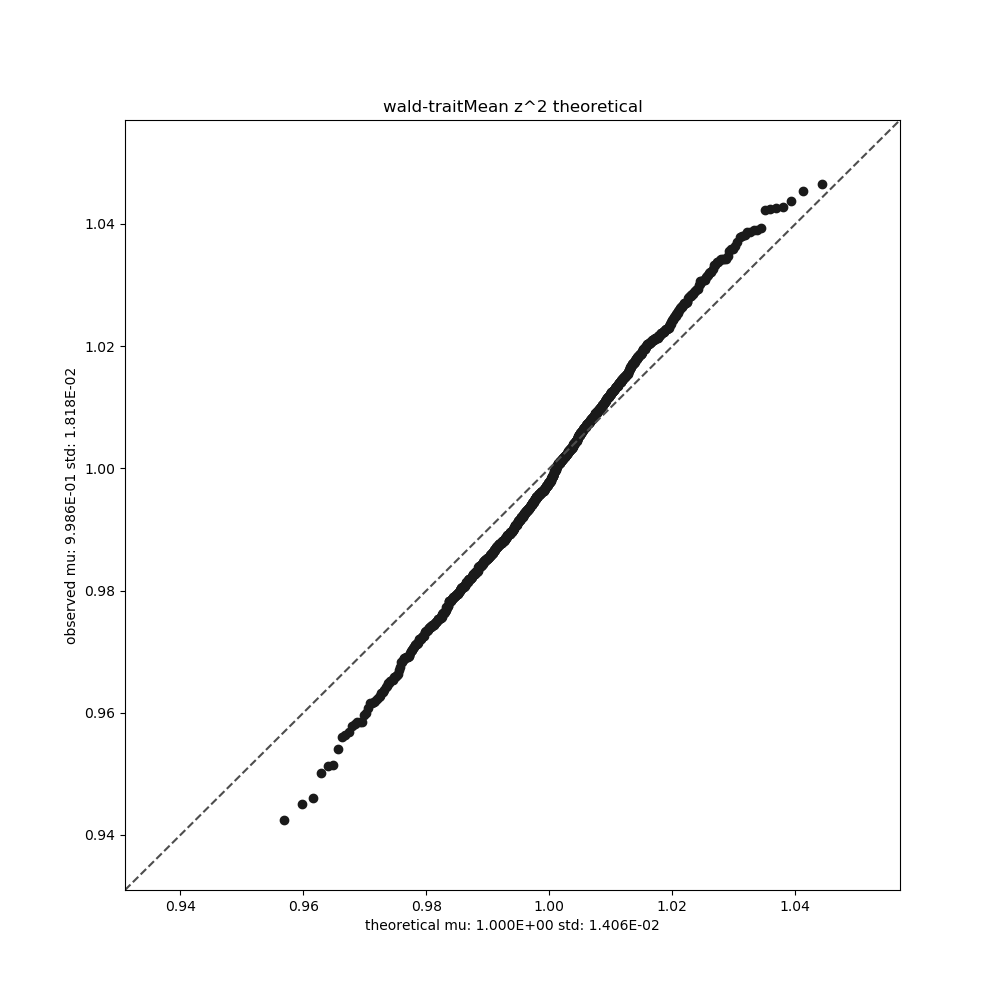 wald-traitMean z^2 theoretical
1.04
1.02
1.00
0.98
0.96
0.94
observed mu: 9.986E-01 std: 1.818E-02
0.94 0.96 0.98 1.00 1.02 1.04
theoretical mu: 1.000E+00 std: 1.406E-02